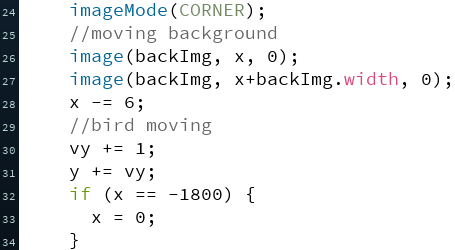 24 imageMode(CORNER);
25 //moving background
26 image(backImg, x, 0);
27 image(backImg, x+backImg.width, 0);
28 x -= 6;
29 //bird moving
30 vy += 1;
31 y += vy;
32 if (x == -1800) {
33 x = 0;
34 }